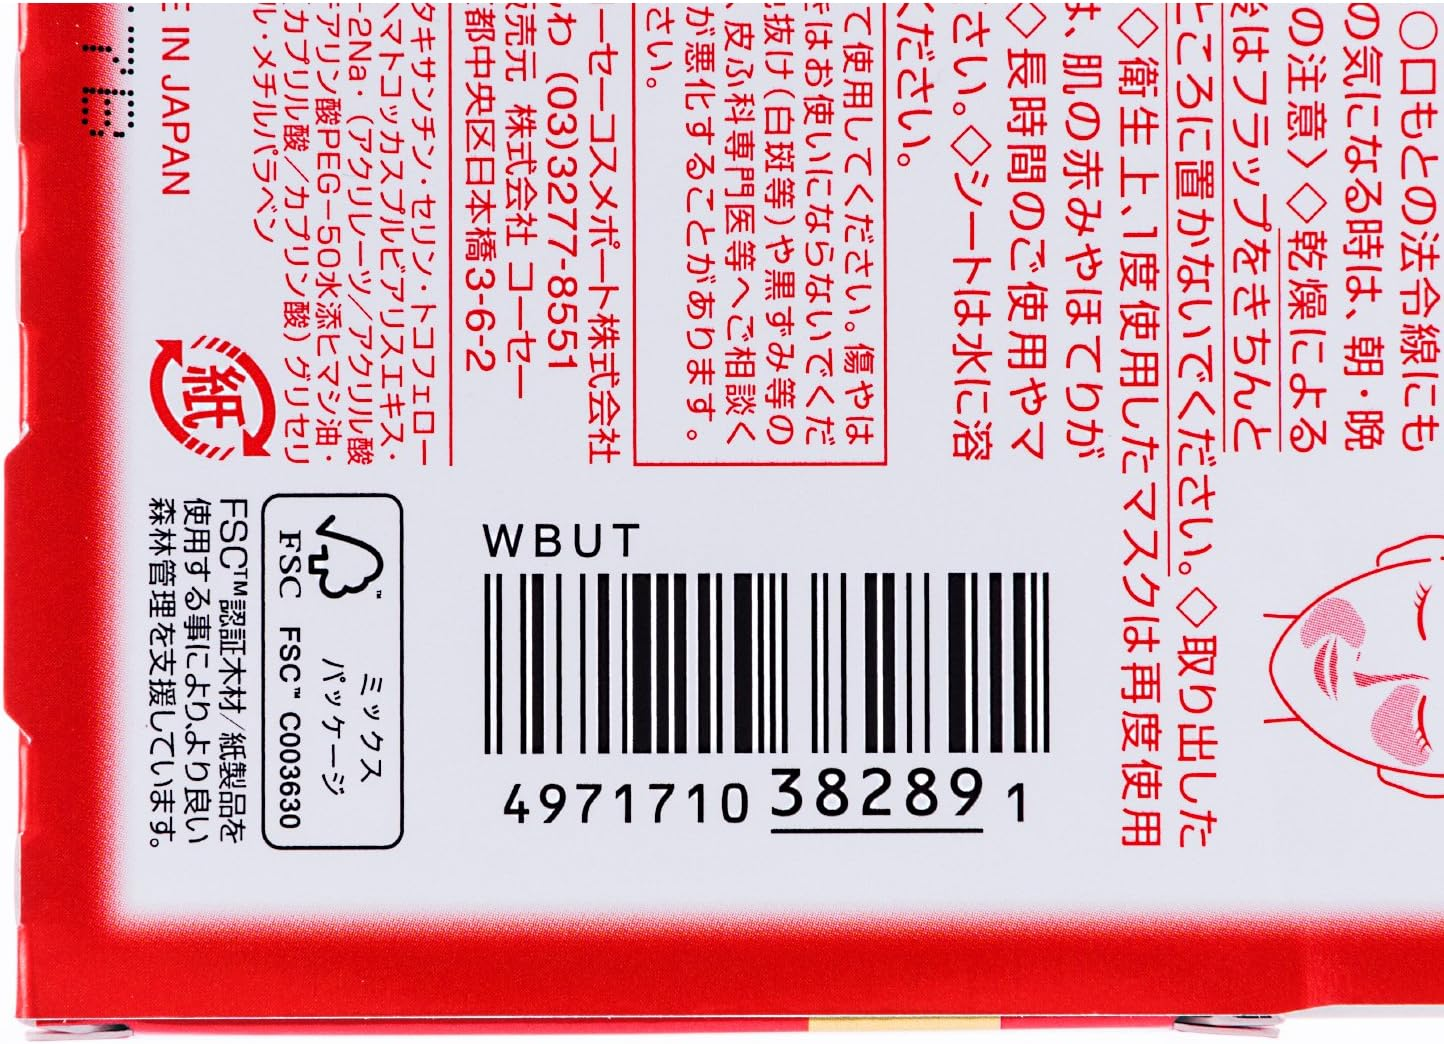 ○口もとの法令線にも
の気になる時は、朝・晩
の注意〉◇乾燥による
後はフラップをきちんと
ところに置かないでください。◇取り出した
◇衛生上、1度使用したマスクは再度使用
は、肌の赤みやほてりが
◇長時間のご使用やマ
さい。◇シートは水に溶
ください。
て使用してください。傷やは
はお使いにならないでくだ
抜け(白斑等)や黒ずみ等の
、皮ふ科専門医等へご相談く
が悪化することがあります。
さい。
ーセーコスメポート株式会社
わ (03)3277-8551
売元 株式会社 コーセー
都中央区日本橋3-6-2
タキサンチン・セリン・トコフェロー
マトコッカスプルビアリスエキス・
-2Na・(アクリレーツ/アクリル酸
アリン酸PEG-50水添ヒマシ油・
カプリル酸/カプリン酸)グリセリ
ル・メチルパラベン
E IN JAPAN
紙
WBUT
4971710382891
ミックス
パッケージ
FSC
FSC™ C003630
FSC™認証木材/紙製品を
使用する事により、より良い
森林管理を支援しています。